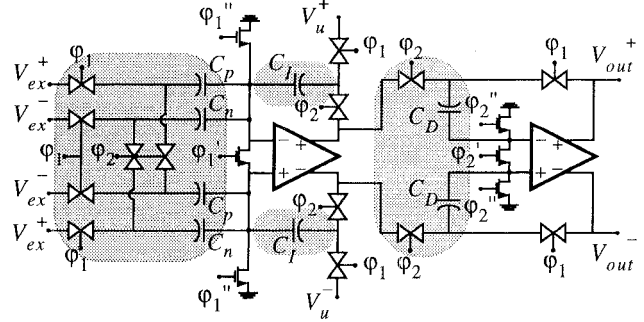 φ1" Vu+
φ1 φ1 φ2 φ1
Vex+ Cp CI Vout+
Vex- Cn φ2 CD φ2"
φ1 φ2 φ1' - + φ2' - +
+ - + -
Vex- Cp φ2 CD φ2"
Vex+ Cn CI
φ1 φ1 φ2 φ1 Vout-
φ1" Vu-